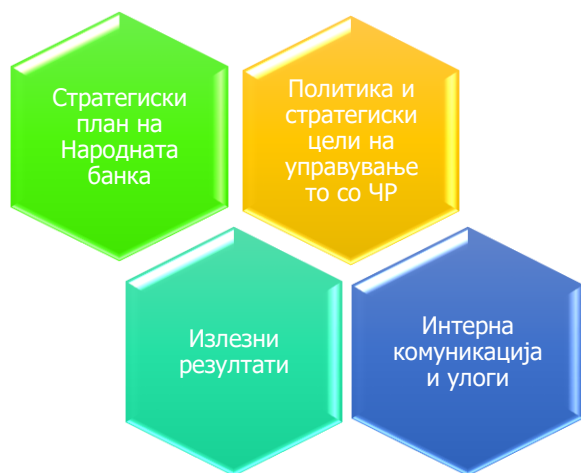 Стратегиски
план на
Народната
банка
Политика и
стратегиски
цели на
управување
то со ЧР
Излезни
резултати
Интерна
комуникација
и улоги